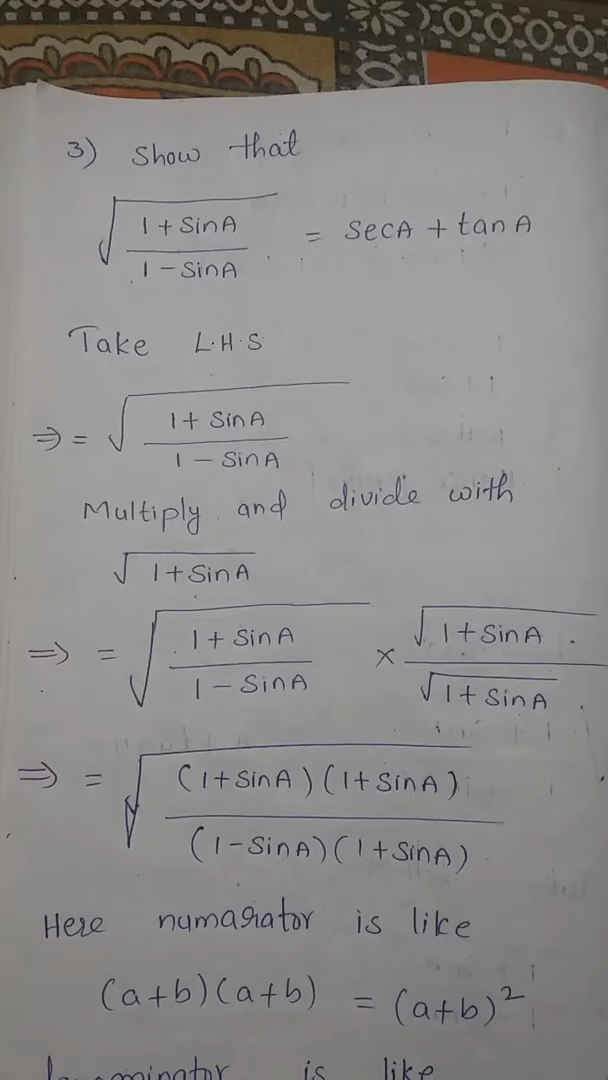 3) Show that
√(1 + SinA / 1 - SinA) = SecA + tan A
Take L.H.S
⇒ = √(1 + SinA / 1 - SinA)
Multiply and divide with
√1+SinA
⇒ = √(1 + SinA / 1 - SinA) × √1+SinA / √1+SinA
⇒ = √((1+SinA)(1+SinA) / (1-SinA)(1+SinA))
Here numarator is like
(a+b)(a+b) = (a+b)²
is like